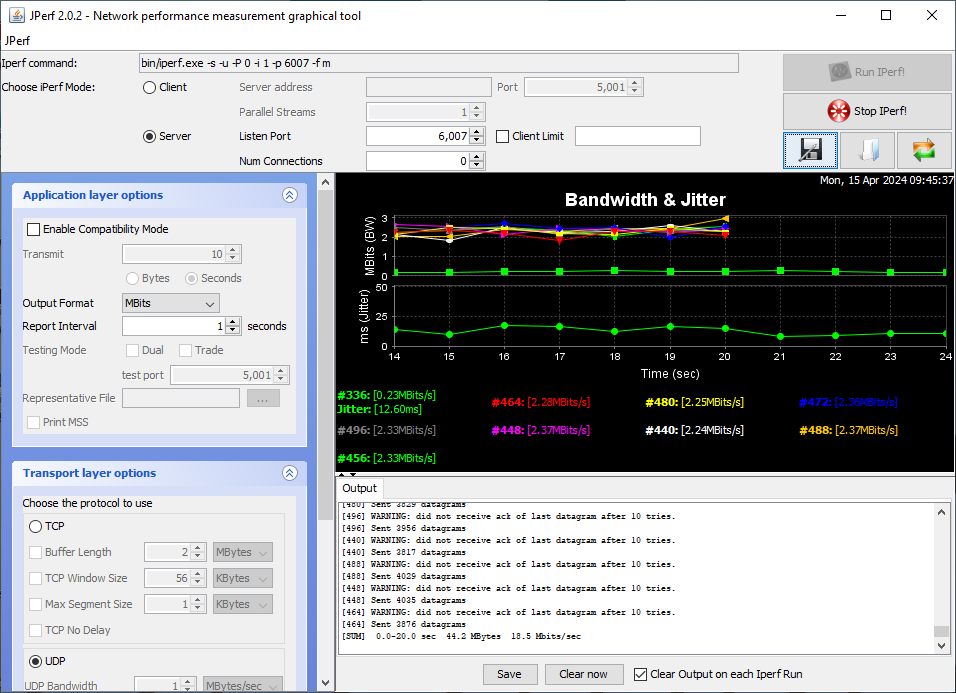 JPerf 2.0.2 - Network performance measurement graphical tool
JPerf
Iperf command:
bin/iperf.exe -s -u -P 0 -i 1 -p 6007 -f m
Run IPerf!
Choose iPerf Mode:
Client
Server address
Port
5,001
Parallel Streams
1
Stop IPerf!
Server
Listen Port
6,007
Client Limit
Num Connections
0
Application layer options
Enable Compatibility Mode
Transmit
10
Bytes
Seconds
Output Format
MBits
Report Interval
1
seconds
Testing Mode
Dual
Trade
test port
5,001
Representative File
...
Print MSS
Transport layer options
Choose the protocol to use
TCP
Buffer Length
2
MBytes
TCP Window Size
56
KBytes
Max Segment Size
1
KBytes
TCP No Delay
UDP
UDP Bandwidth
1
MBytes/sec
Mon, 15 Apr 2024 09:45:37
Bandwidth & Jitter
MBits (BW)
3
2
1
0
ms (Jitter)
50
25
0
14 15 16 17 18 19 20 21 22 23 24
Time (sec)
#336: [0.23MBits/s]
Jitter: [12.60ms]
#464: [2.28MBits/s]
#480: [2.25MBits/s]
#472: [2.36MBits/s]
#496: [2.33MBits/s]
#448: [2.37MBits/s]
#440: [2.24MBits/s]
#488: [2.37MBits/s]
#456: [2.33MBits/s]
Output
[480] Sent 3829 datagrams
[496] WARNING: did not receive ack of last datagram after 10 tries.
[496] Sent 3956 datagrams
[440] WARNING: did not receive ack of last datagram after 10 tries.
[440] Sent 3817 datagrams
[488] WARNING: did not receive ack of last datagram after 10 tries.
[488] Sent 4029 datagrams
[448] WARNING: did not receive ack of last datagram after 10 tries.
[448] Sent 4035 datagrams
[464] WARNING: did not receive ack of last datagram after 10 tries.
[464] Sent 3876 datagrams
[SUM]  0.0-20.0 sec  44.2 MBytes  18.5 Mbits/sec
Save
Clear now
Clear Output on each Iperf Run